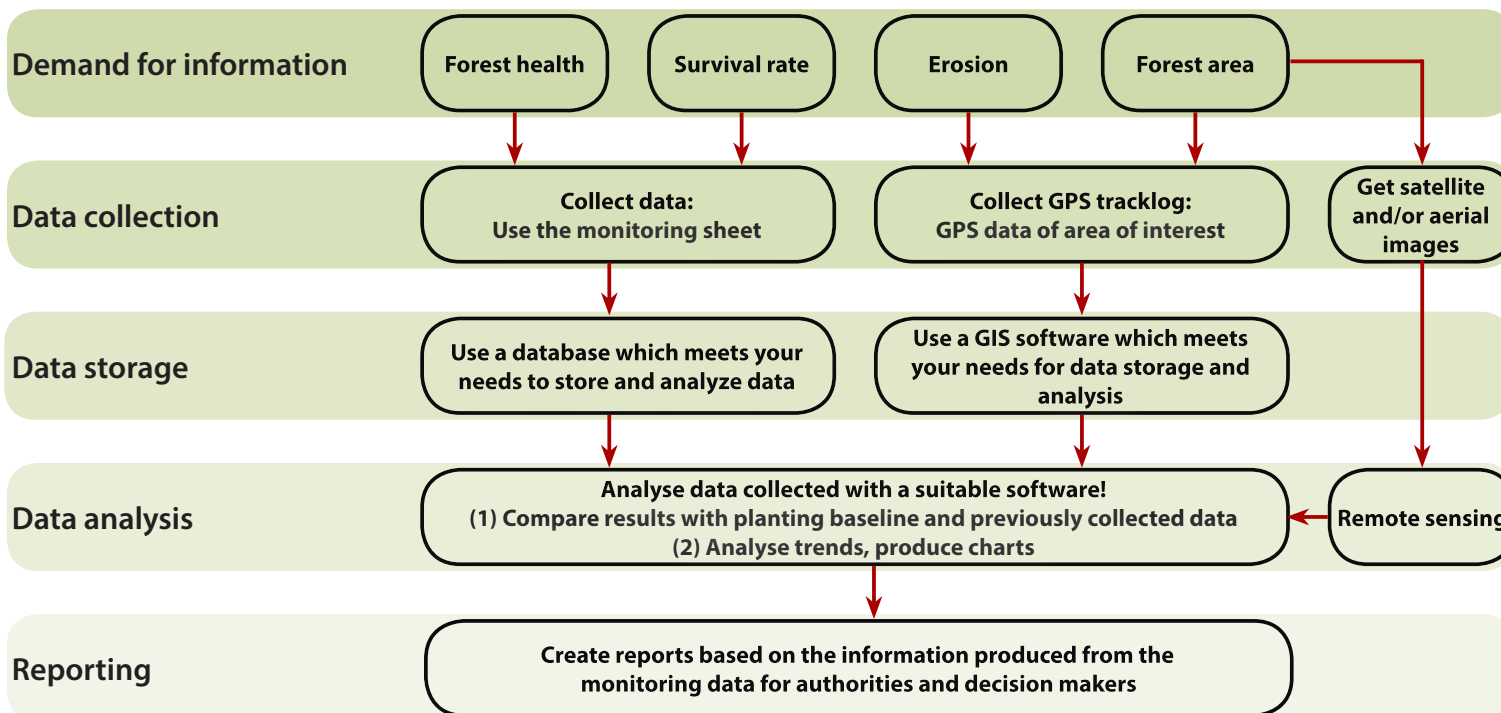 Demand for information
Forest health
Survival rate
Erosion
Forest area
Data collection
Collect data:
Use the monitoring sheet
Collect GPS tracklog:
GPS data of area of interest
Get satellite
and/or aerial
images
Data storage
Use a database which meets your
needs to store and analyze data
Use a GIS software which meets
your needs for data storage and
analysis
Data analysis
Analyse data collected with a suitable software!
(1) Compare results with planting baseline and previously collected data
(2) Analyse trends, produce charts
Remote sensing
Reporting
Create reports based on the information produced from the
monitoring data for authorities and decision makers